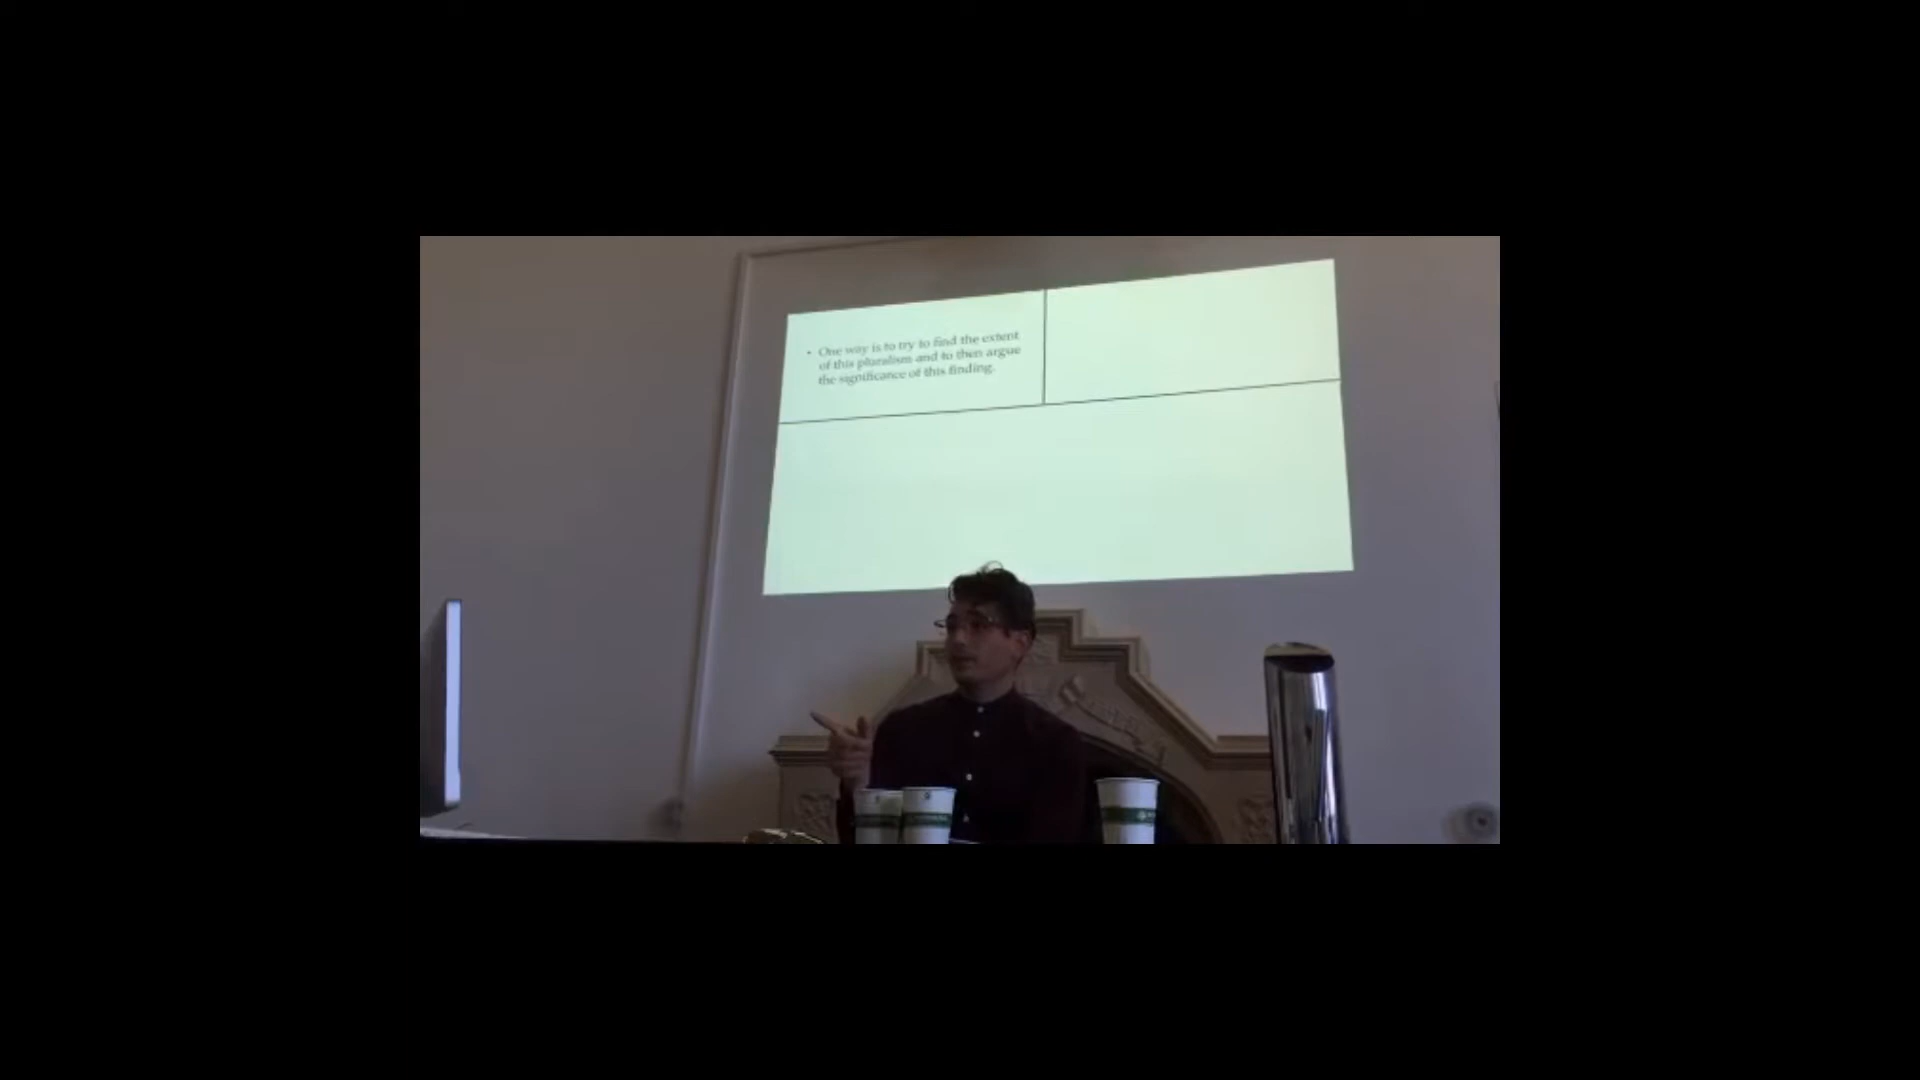 • One way is to try to find the extent
of this pluralism and to then argue
the significance of this finding.